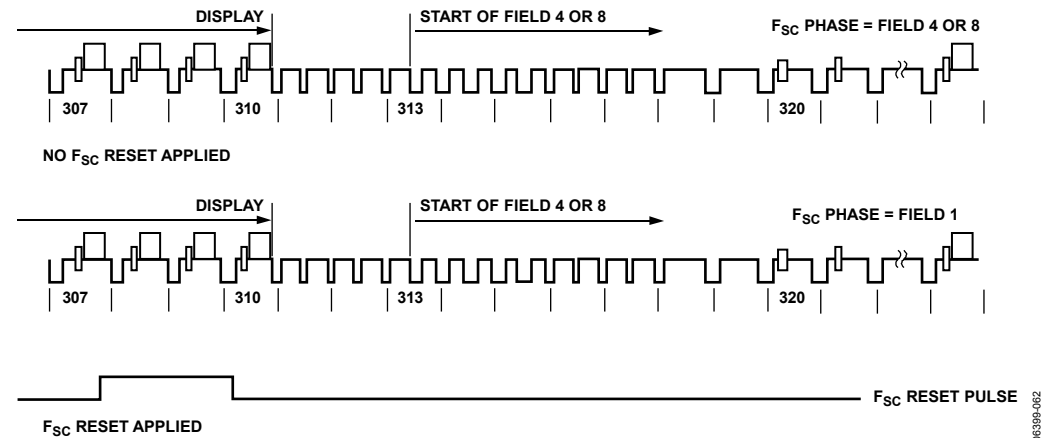 DISPLAY START OF FIELD 4 OR 8
FSC PHASE = FIELD 4 OR 8
307 310 313 320
NO FSC RESET APPLIED
DISPLAY START OF FIELD 4 OR 8
FSC PHASE = FIELD 1
307 310 313 320
FSC RESET PULSE
FSC RESET APPLIED
06399-062